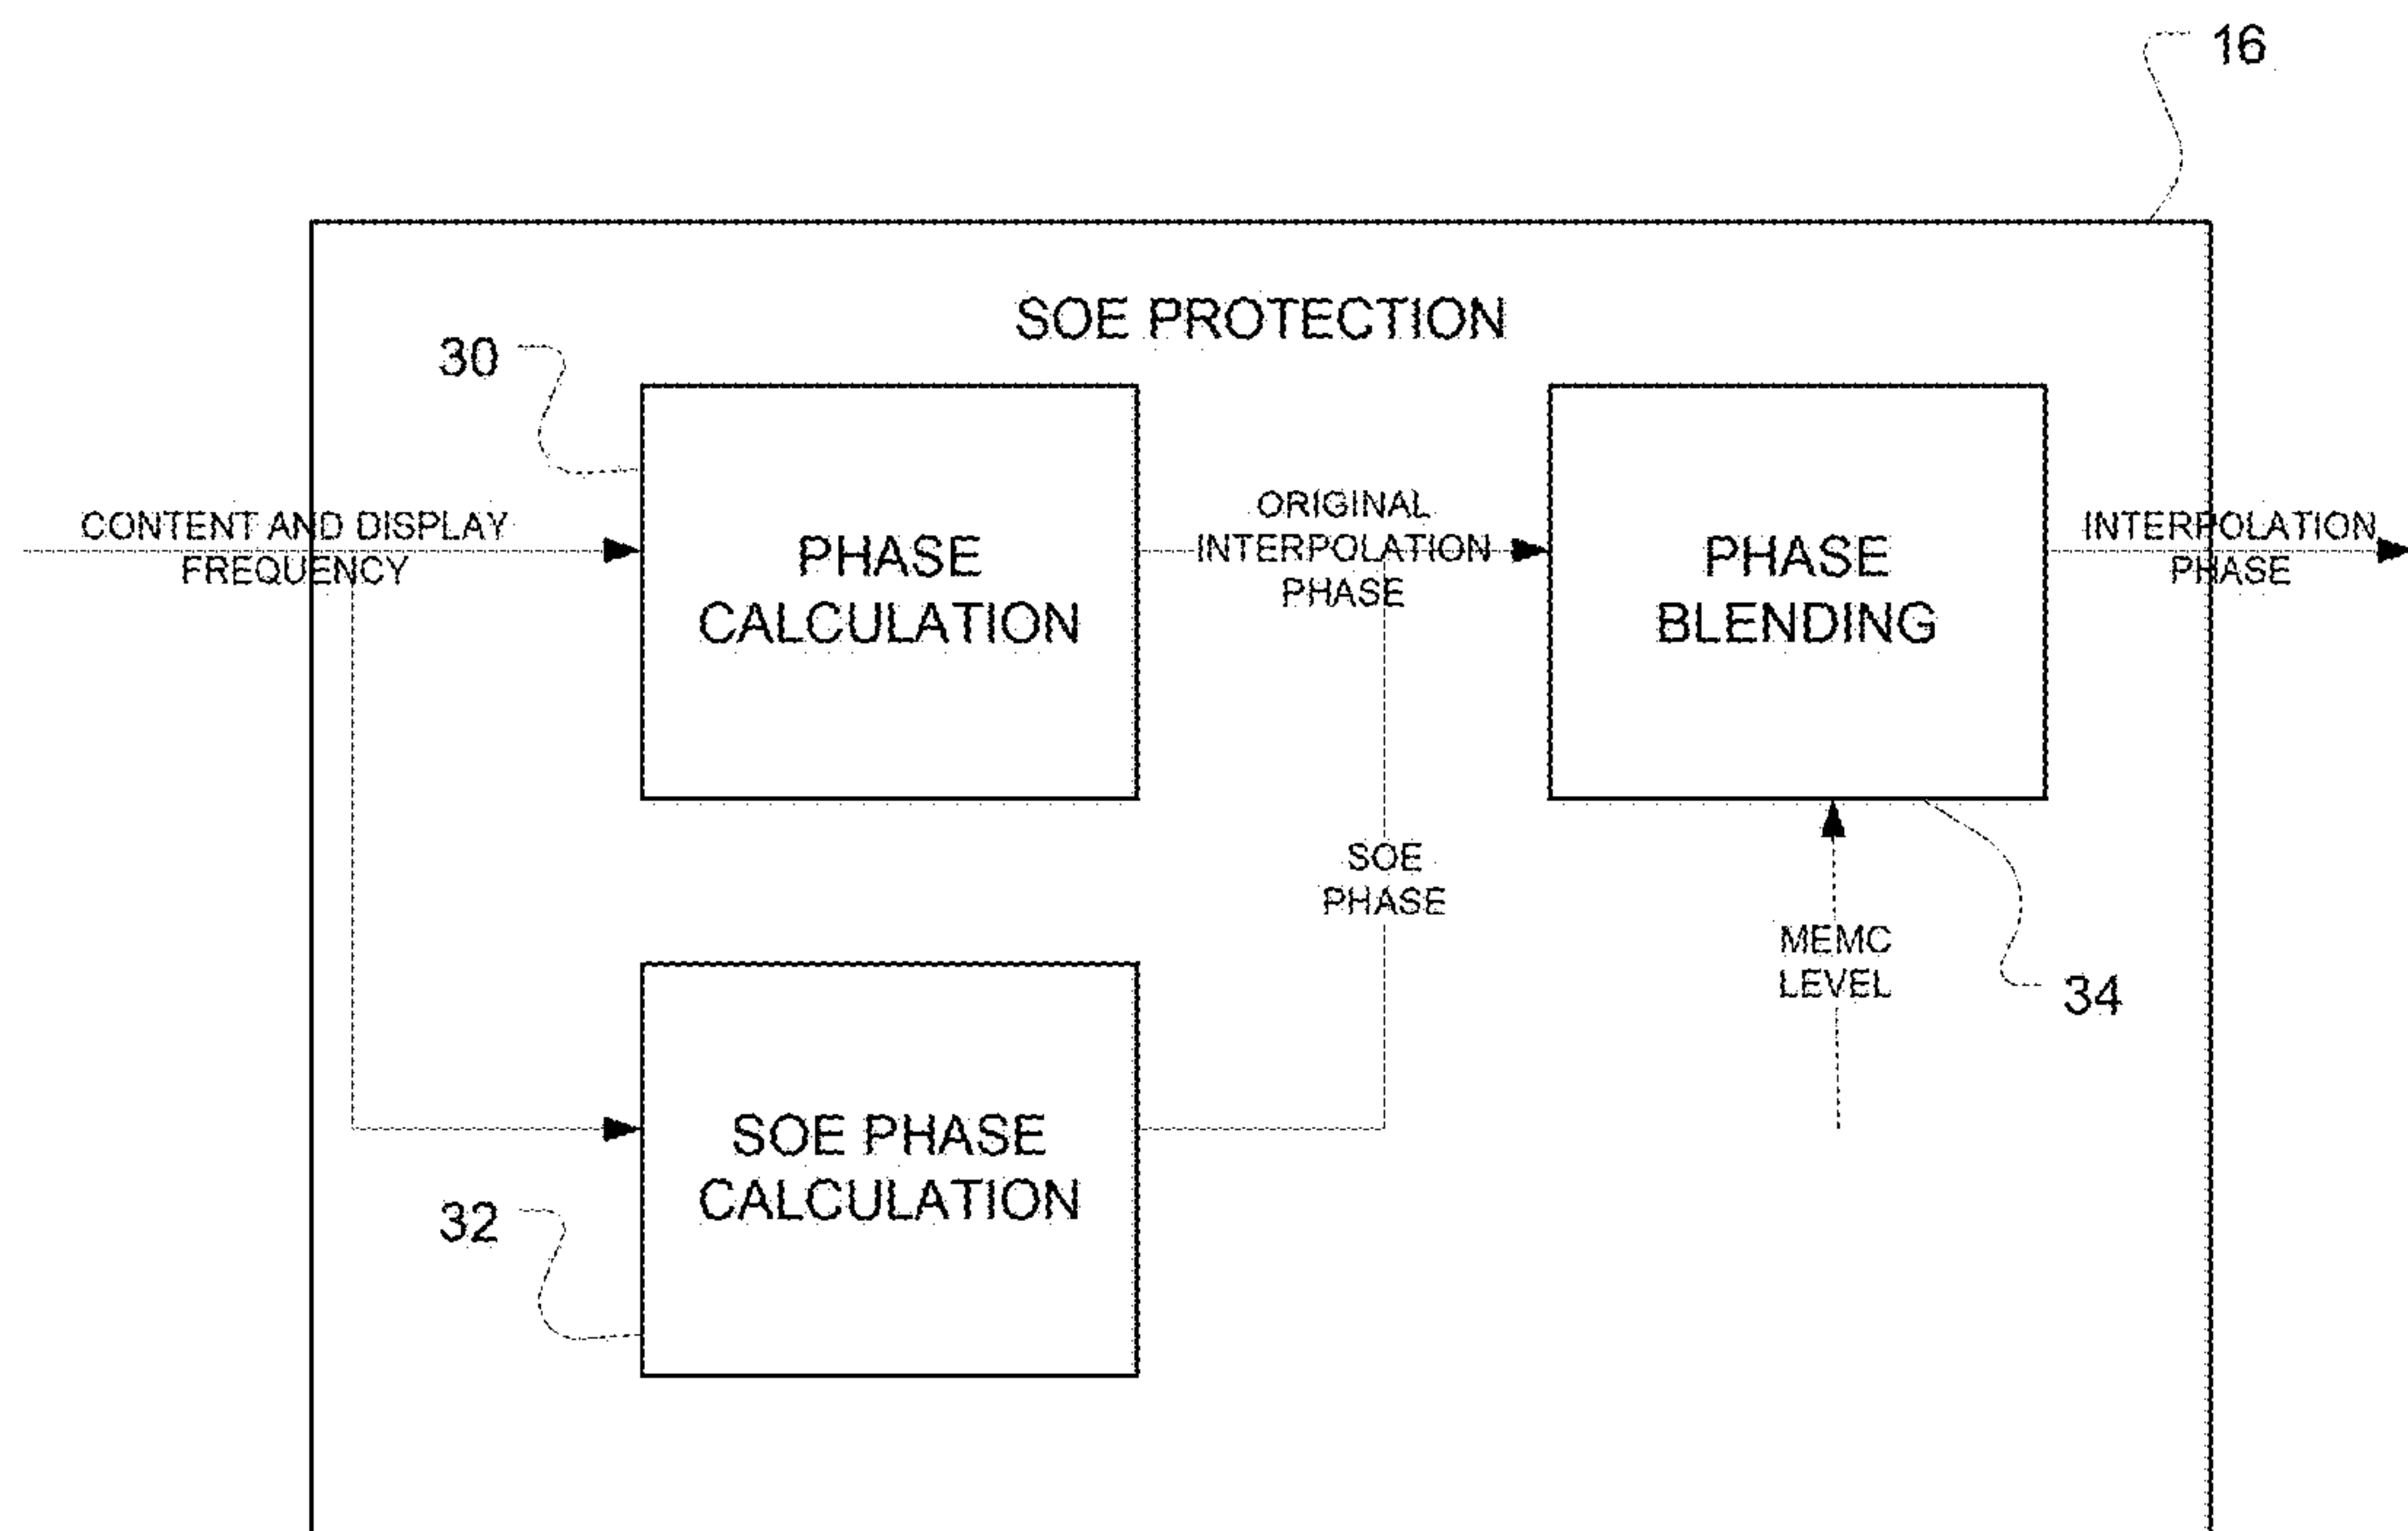 16
SOE PROTECTION
30
CONTENT AND DISPLAY
FREQUENCY
PHASE
CALCULATION
ORIGINAL
INTERPOLATION
PHASE
PHASE
BLENDING
INTERPOLATION
PHASE
SOE
PHASE
MEMC
LEVEL
34
32
SOE PHASE
CALCULATION